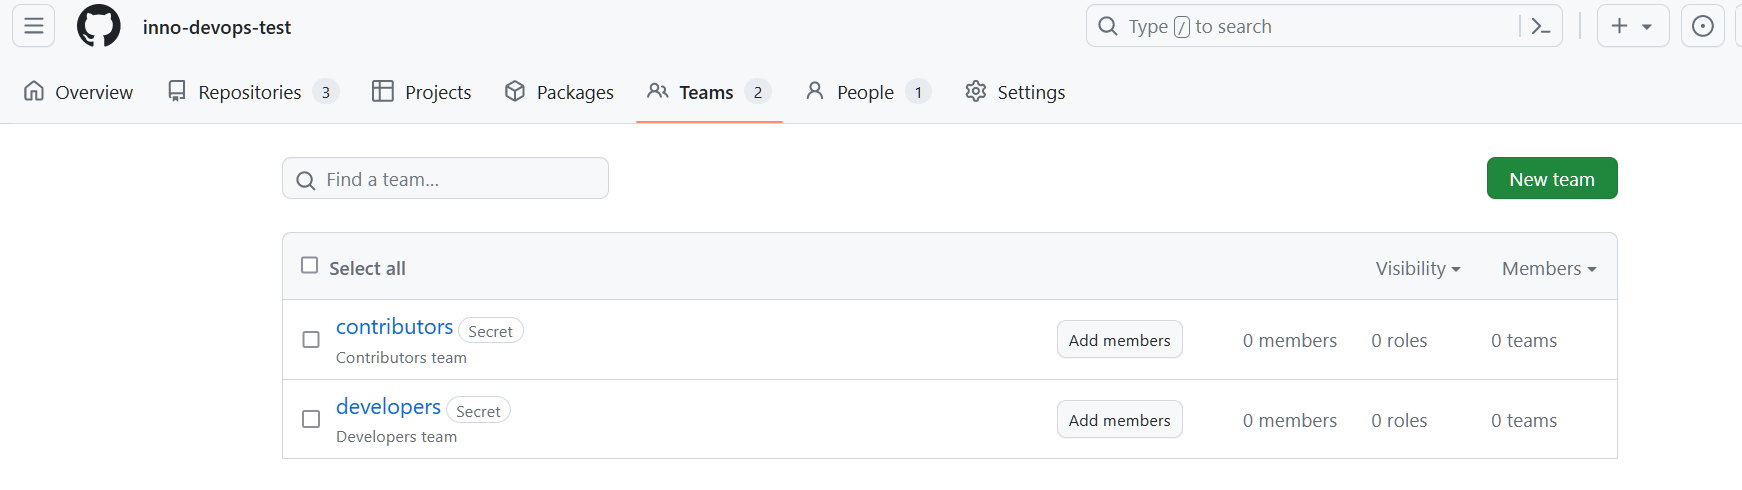 inno-devops-test
Type / to search
Overview Repositories 3 Projects Packages Teams 2 People 1 Settings
Find a team...
New team
Select all Visibility Members
contributors Secret
Contributors team
Add members 0 members 0 roles 0 teams
developers Secret
Developers team
Add members 0 members 0 roles 0 teams